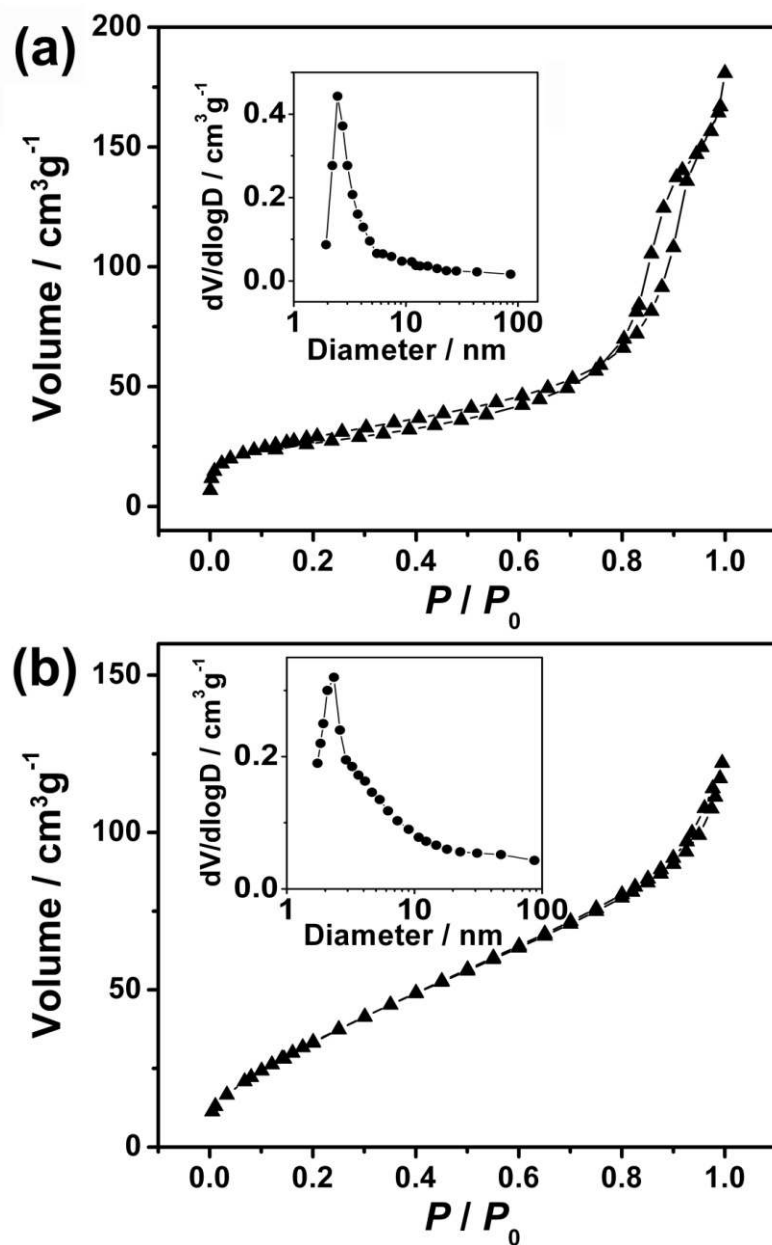 (a)
Volume / cm³g⁻¹
200
150
100
50
0
0.0 0.2 0.4 0.6 0.8 1.0
P / P₀
dV/dlogD / cm³g⁻¹
0.4
0.2
0.0
1 10 100
Diameter / nm
(b)
Volume / cm³g⁻¹
150
100
50
0
0.0 0.2 0.4 0.6 0.8 1.0
P / P₀
dV/dlogD / cm³g⁻¹
0.2
0.0
1 10 100
Diameter / nm